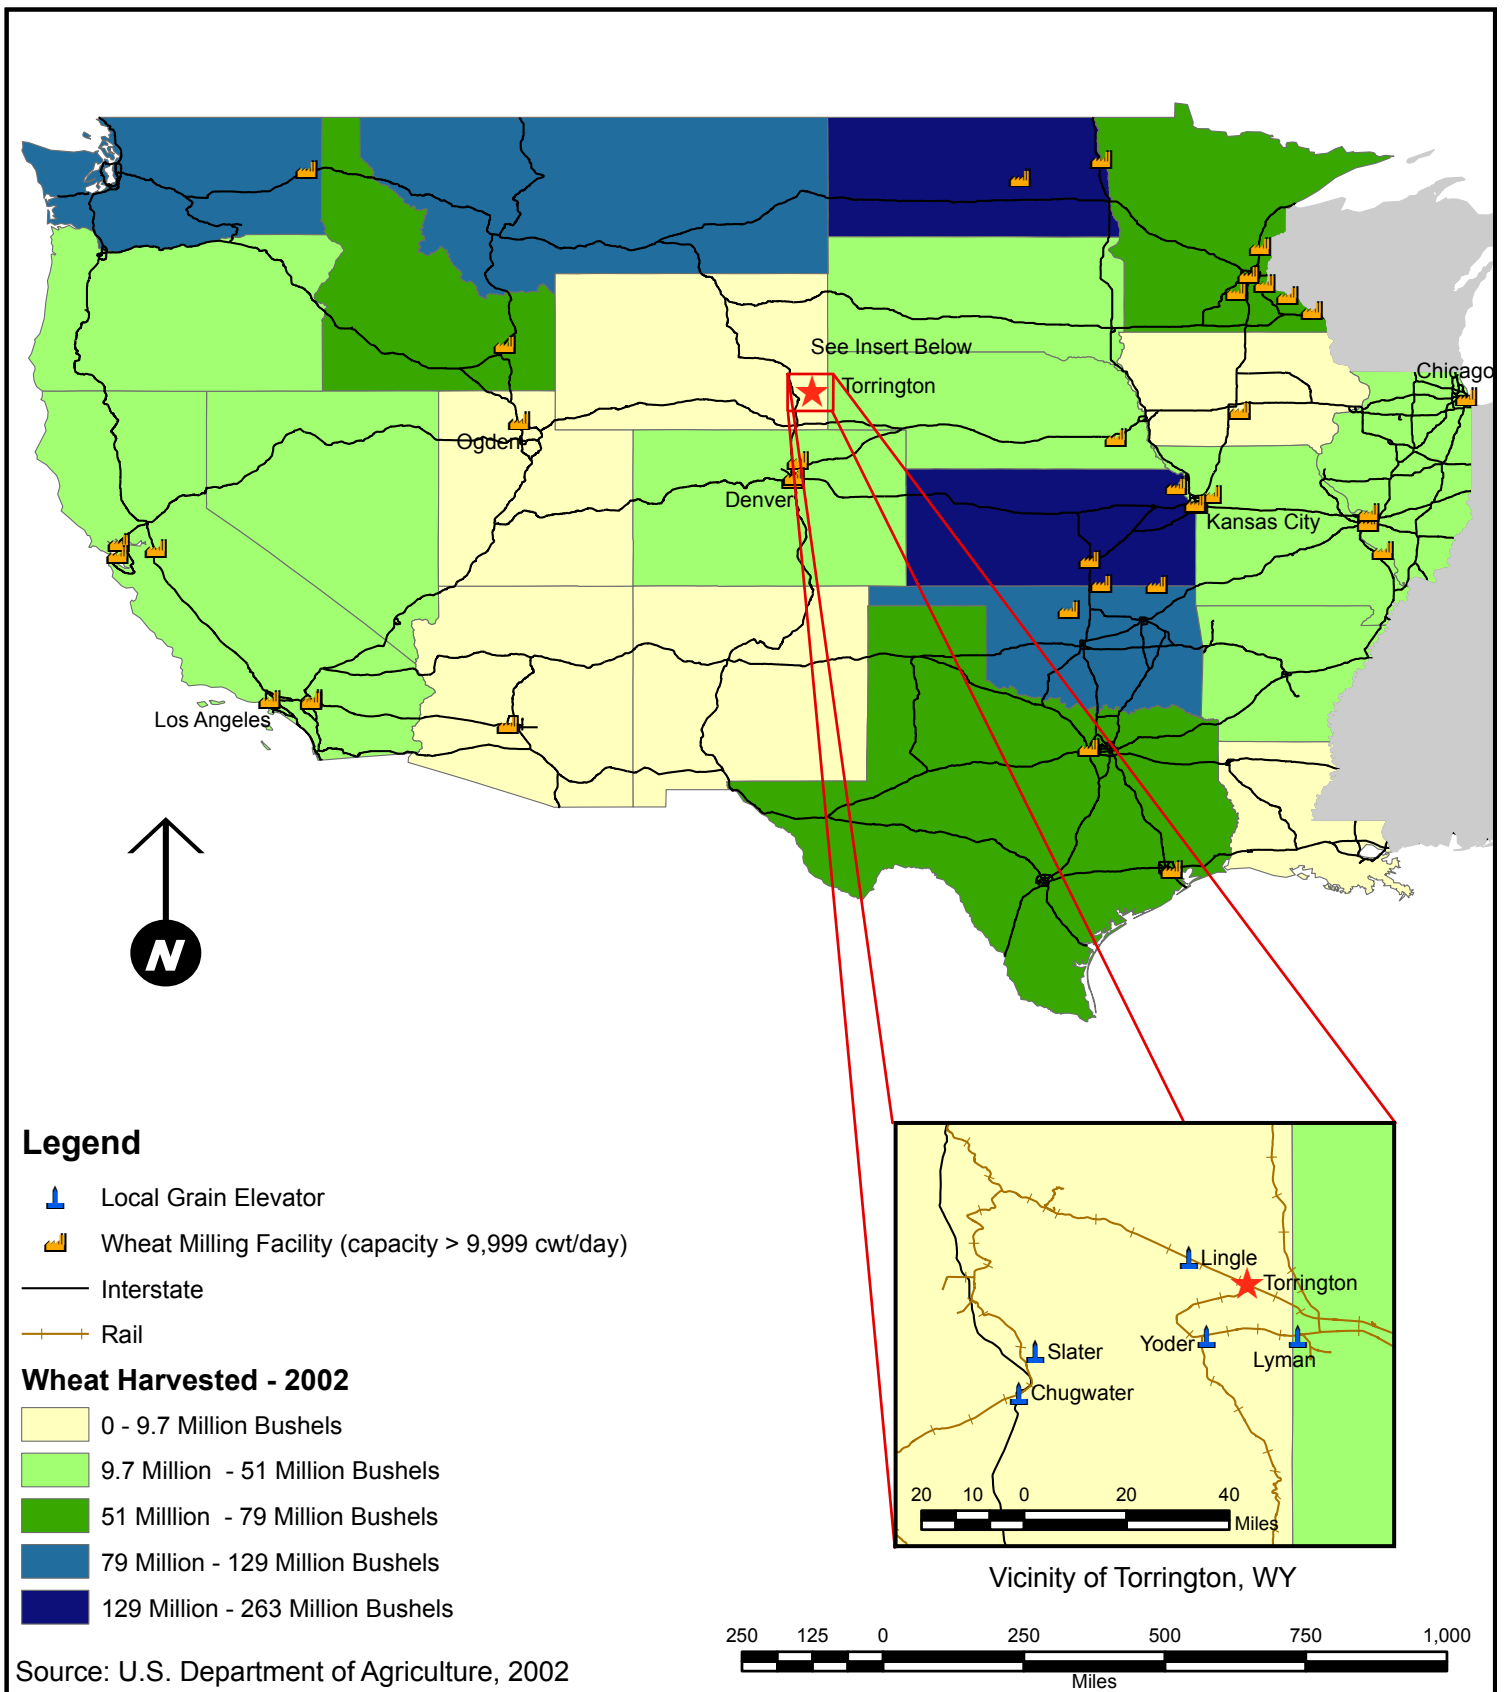 See Insert Below
Torrington
Chicago
Ogden
Denver
Kansas City
Los Angeles
N
Legend
Local Grain Elevator
Wheat Milling Facility (capacity > 9,999 cwt/day)
Interstate
Rail
Wheat Harvested - 2002
0 - 9.7 Million Bushels
9.7 Million - 51 Million Bushels
51 Milllion - 79 Million Bushels
79 Million - 129 Million Bushels
129 Million - 263 Million Bushels
Source: U.S. Department of Agriculture, 2002
Lingle
Torrington
Yoder
Lyman
Slater
Chugwater
20 10 0 20 40
Miles
Vicinity of Torrington, WY
250 125 0 250 500 750 1,000
Miles